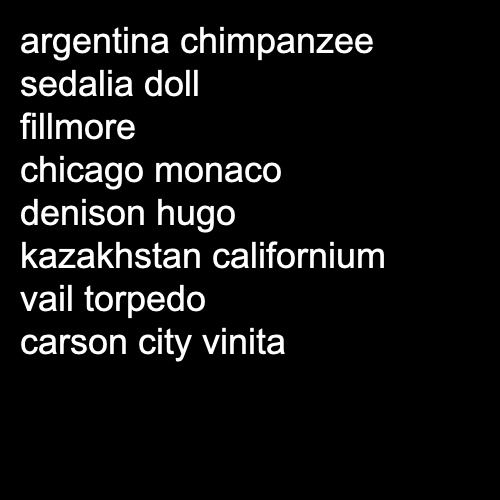 argentina chimpanzee
sedalia doll
fillmore
chicago monaco
denison hugo
kazakhstan californium
vail torpedo
carson city vinita